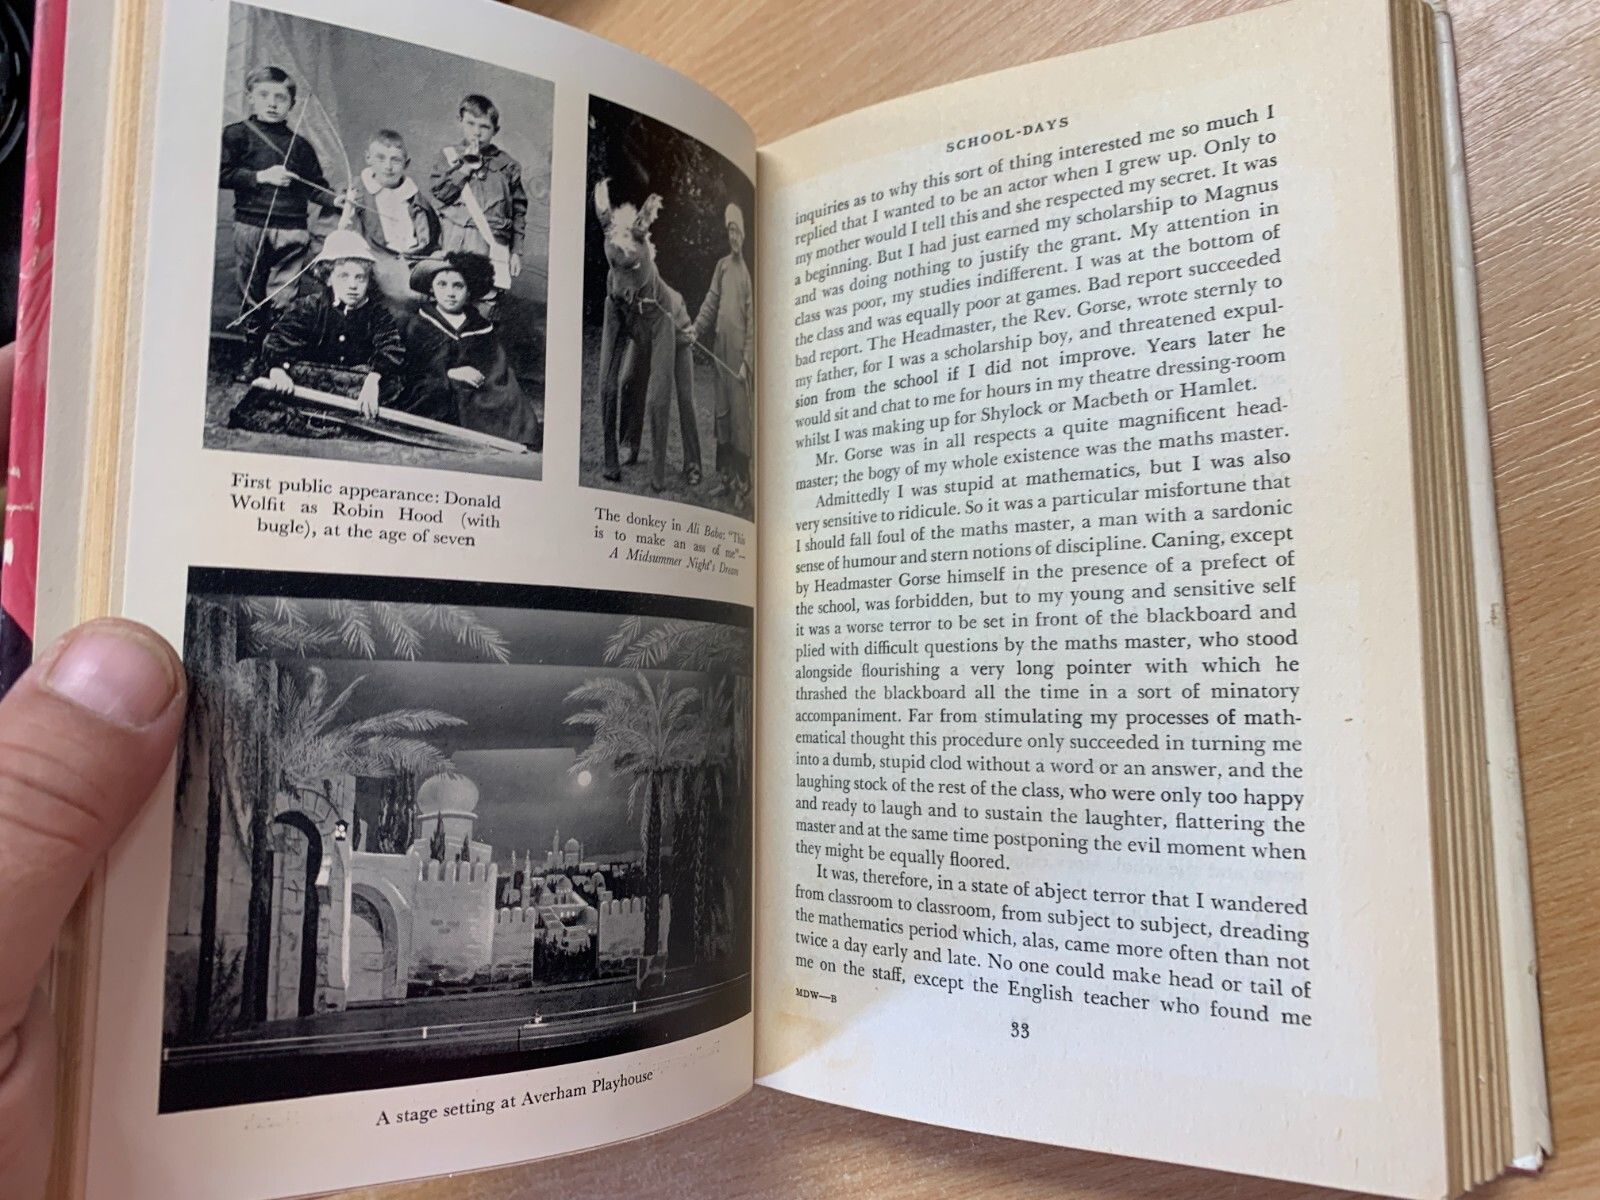 First public appearance: Donald
Wolfit as Robin Hood (with
bugle), at the age of seven
The donkey in Ali Baba: "This
is to make an ass of me"—
A Midsummer Night's Dream
A stage setting at Averham Playhouse
SCHOOL-DAYS
inquiries as to why this sort of thing interested me so much I
replied that I wanted to be an actor when I grew up. Only to
my mother would I tell this and she respected my secret. It was
a beginning. But I had just earned my scholarship to Magnus
and was doing nothing to justify the grant. My attention in
class was poor, my studies indifferent. I was at the bottom of
the class and was equally poor at games. Bad report succeeded
bad report. The Headmaster, the Rev. Gorse, wrote sternly to
my father, for I was a scholarship boy, and threatened expul-
sion from the school if I did not improve. Years later he
would sit and chat to me for hours in my theatre dressing-room
whilst I was making up for Shylock or Macbeth or Hamlet.
Mr. Gorse was in all respects a quite magnificent head-
master; the bogy of my whole existence was the maths master.
Admittedly I was stupid at mathematics, but I was also
very sensitive to ridicule. So it was a particular misfortune that
I should fall foul of the maths master, a man with a sardonic
sense of humour and stern notions of discipline. Caning, except
by Headmaster Gorse himself in the presence of a prefect of
the school, was forbidden, but to my young and sensitive self
it was a worse terror to be set in front of the blackboard and
plied with difficult questions by the maths master, who stood
alongside flourishing a very long pointer with which he
thrashed the blackboard all the time in a sort of minatory
accompaniment. Far from stimulating my processes of math-
ematical thought this procedure only succeeded in turning me
into a dumb, stupid clod without a word or an answer, and the
laughing stock of the rest of the class, who were only too happy
and ready to laugh and to sustain the laughter, flattering the
master and at the same time postponing the evil moment when
they might be equally floored.
It was, therefore, in a state of abject terror that I wandered
from classroom to classroom, from subject to subject, dreading
the mathematics period which, alas, came more often than not
twice a day early and late. No one could make head or tail of
me on the staff, except the English teacher who found me
MDW—B
33